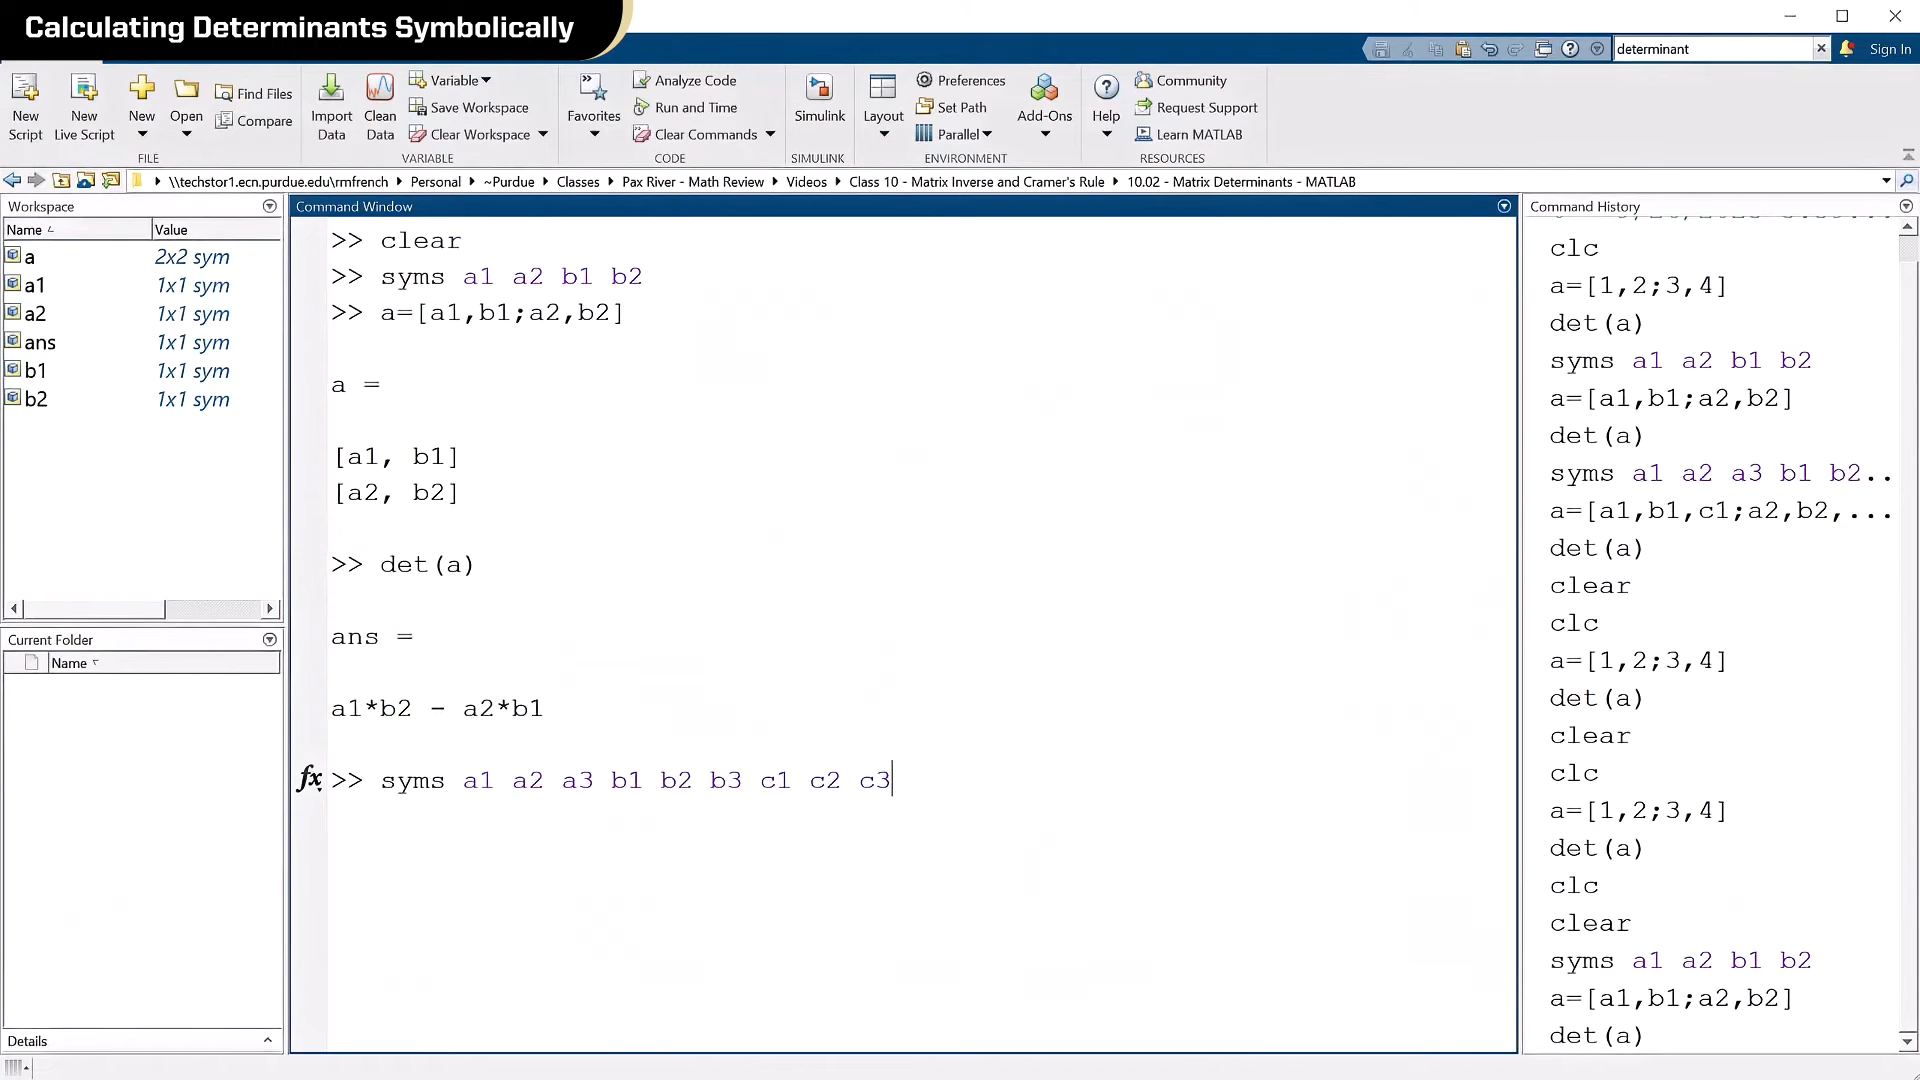 Calculating Determinants Symbolically
determinant
Sign In
New Script
New Live Script
New
Open
Find Files
Compare
FILE
Import Data
Clean Data
Variable
Save Workspace
Clear Workspace
VARIABLE
Favorites
Analyze Code
Run and Time
Clear Commands
CODE
Simulink
SIMULINK
Layout
Preferences
Set Path
Parallel
Add-Ons
ENVIRONMENT
Help
Community
Request Support
Learn MATLAB
RESOURCES
\\techstor1.ecn.purdue.edu\rmfrench Personal ~Purdue Classes Pax River - Math Review Videos Class 10 - Matrix Inverse and Cramer's Rule 10.02 - Matrix Determinants - MATLAB
Workspace
Name Value
a 2x2 sym
a1 1x1 sym
a2 1x1 sym
ans 1x1 sym
b1 1x1 sym
b2 1x1 sym
Current Folder
Name
Details
Command Window
>> clear
>> syms a1 a2 b1 b2
>> a=[a1,b1;a2,b2]
a =
[a1, b1]
[a2, b2]
>> det(a)
ans =
a1*b2 - a2*b1
fx >> syms a1 a2 a3 b1 b2 b3 c1 c2 c3
Command History
clc
a=[1,2;3,4]
det(a)
syms a1 a2 b1 b2
a=[a1,b1;a2,b2]
det(a)
syms a1 a2 a3 b1 b2..
a=[a1,b1,c1;a2,b2,...
det(a)
clear
clc
a=[1,2;3,4]
det(a)
clear
clc
a=[1,2;3,4]
det(a)
clc
clear
syms a1 a2 b1 b2
a=[a1,b1;a2,b2]
det(a)